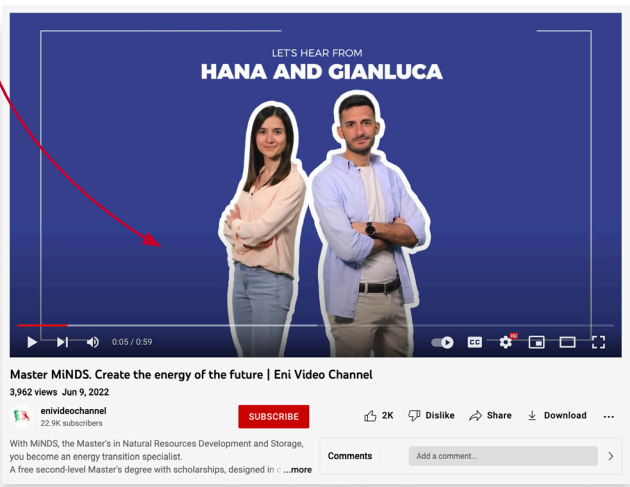 LET'S HEAR FROM
HANA AND GIANLUCA
0:05 / 0:59
CC
HD
Master MiNDS. Create the energy of the future | Eni Video Channel
3,962 views Jun 9, 2022
enivideochannel
22.9K subscribers
SUBSCRIBE
2K
Dislike
Share
Download
...
With MiNDS, the Master's in Natural Resources Development and Storage,
you become an energy transition specialist.
A free second-level Master's degree with scholarships, designed in ...more
Comments
Add a comment...